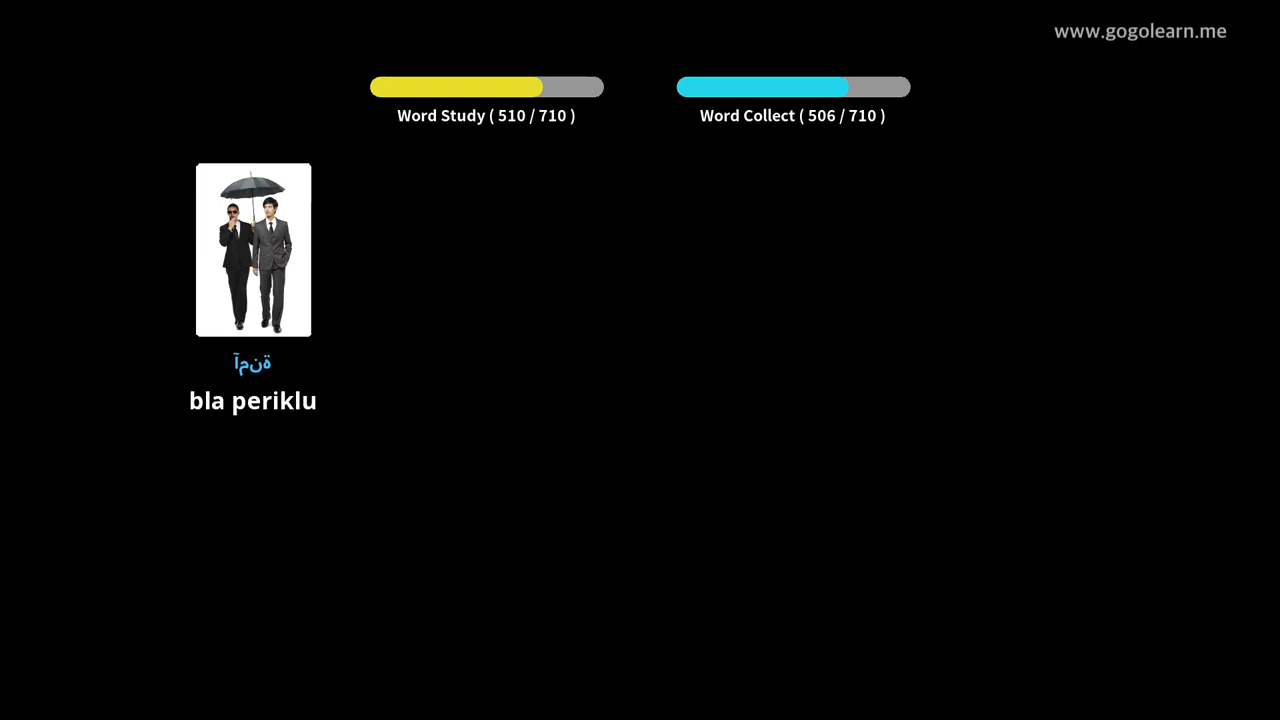 www.gogolearn.me
Word Study ( 510 / 710 )
Word Collect ( 506 / 710 )
آمنة
bla periklu